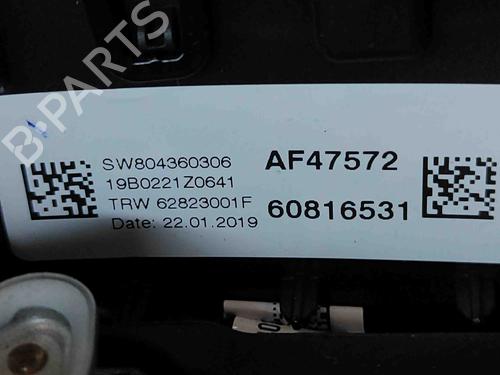 SW804360306
19B0221Z0641
TRW 62823001F
Date: 22.01.2019
AF47572
60816531
B-PARTS